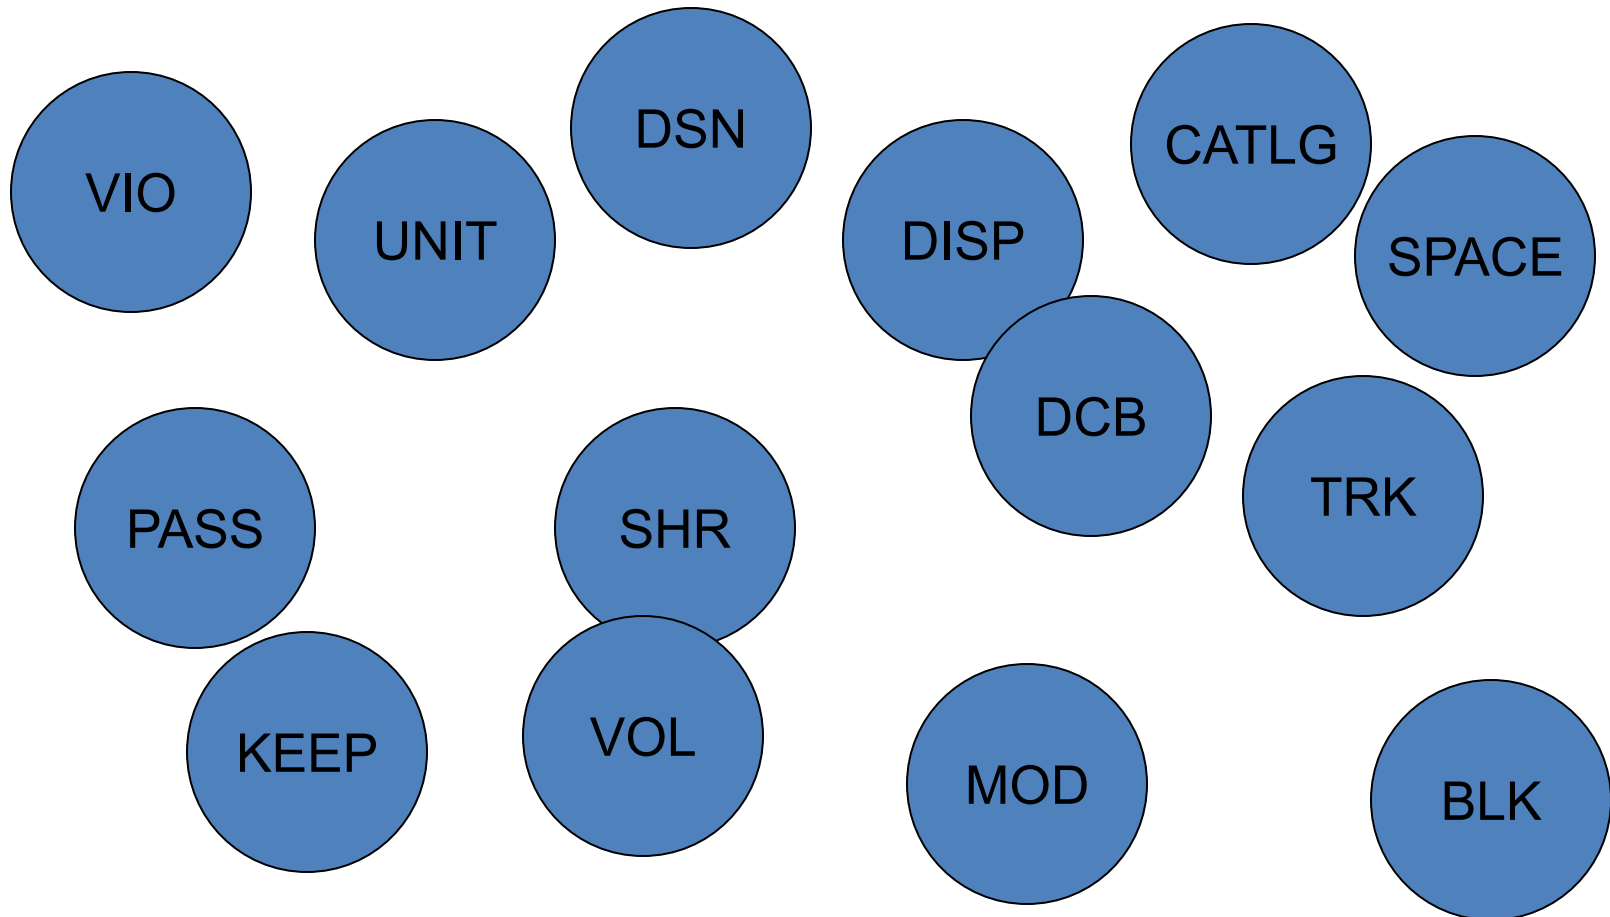 DSN
CATLG
VIO
UNIT
DISP
SPACE
DCB
TRK
PASS
SHR
KEEP
VOL
MOD
BLK